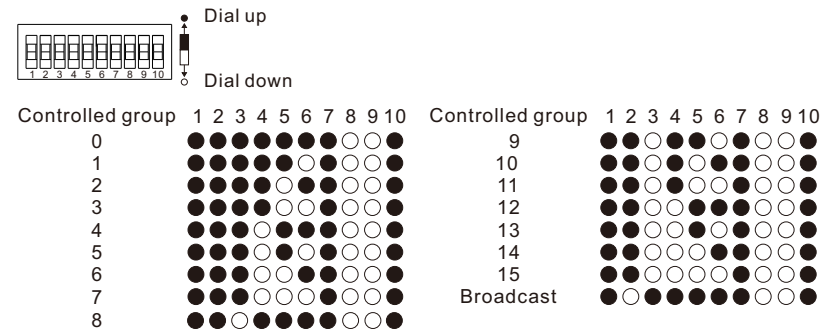 Dial up
1 2 3 4 5 6 7 8 9 10
Dial down
Controlled group 1 2 3 4 5 6 7 8 9 10
0
1
2
3
4
5
6
7
8
Controlled group 1 2 3 4 5 6 7 8 9 10
9
10
11
12
13
14
15
Broadcast